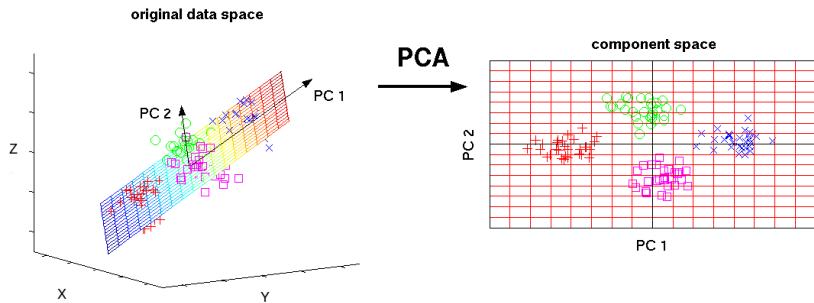 original data space
PCA
component space
PC 1
PC 2
Z
X
Y
PC 2
PC 1